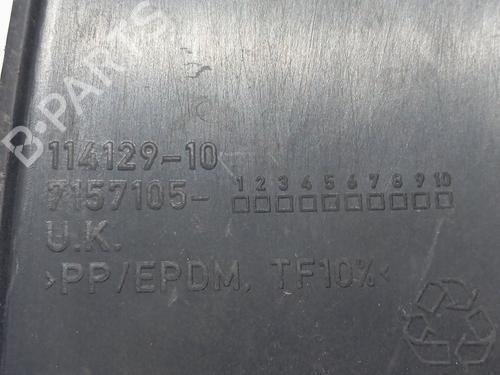 B-PARTS
114129-10
7157105- 1 2 3 4 5 6 7 8 9 10
U.K.
>PP/EPDM, TF10%<